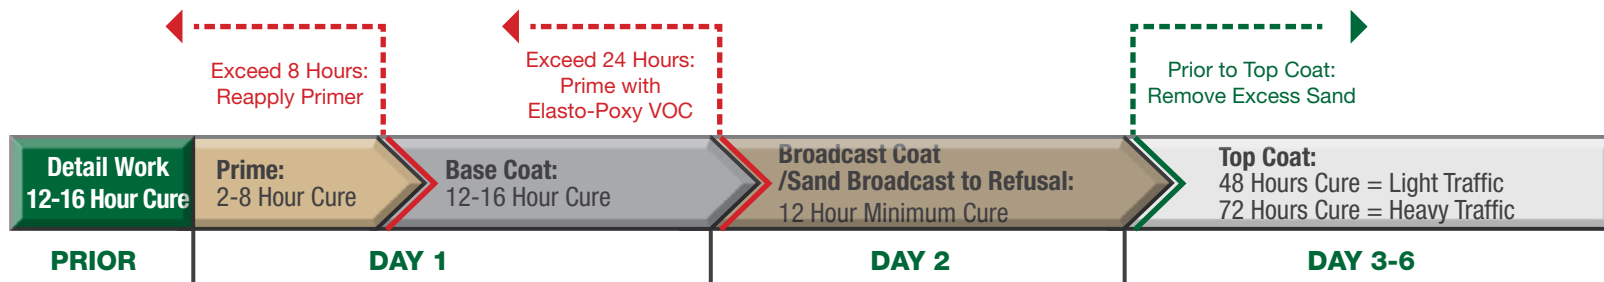 Exceed 8 Hours:
Reapply Primer
Exceed 24 Hours:
Prime with
Elasto-Poxy VOC
Prior to Top Coat:
Remove Excess Sand
Detail Work
12-16 Hour Cure
Prime:
2-8 Hour Cure
Base Coat:
12-16 Hour Cure
Broadcast Coat
/Sand Broadcast to Refusal:
12 Hour Minimum Cure
Top Coat:
48 Hours Cure = Light Traffic
72 Hours Cure = Heavy Traffic
PRIOR
DAY 1
DAY 2
DAY 3-6